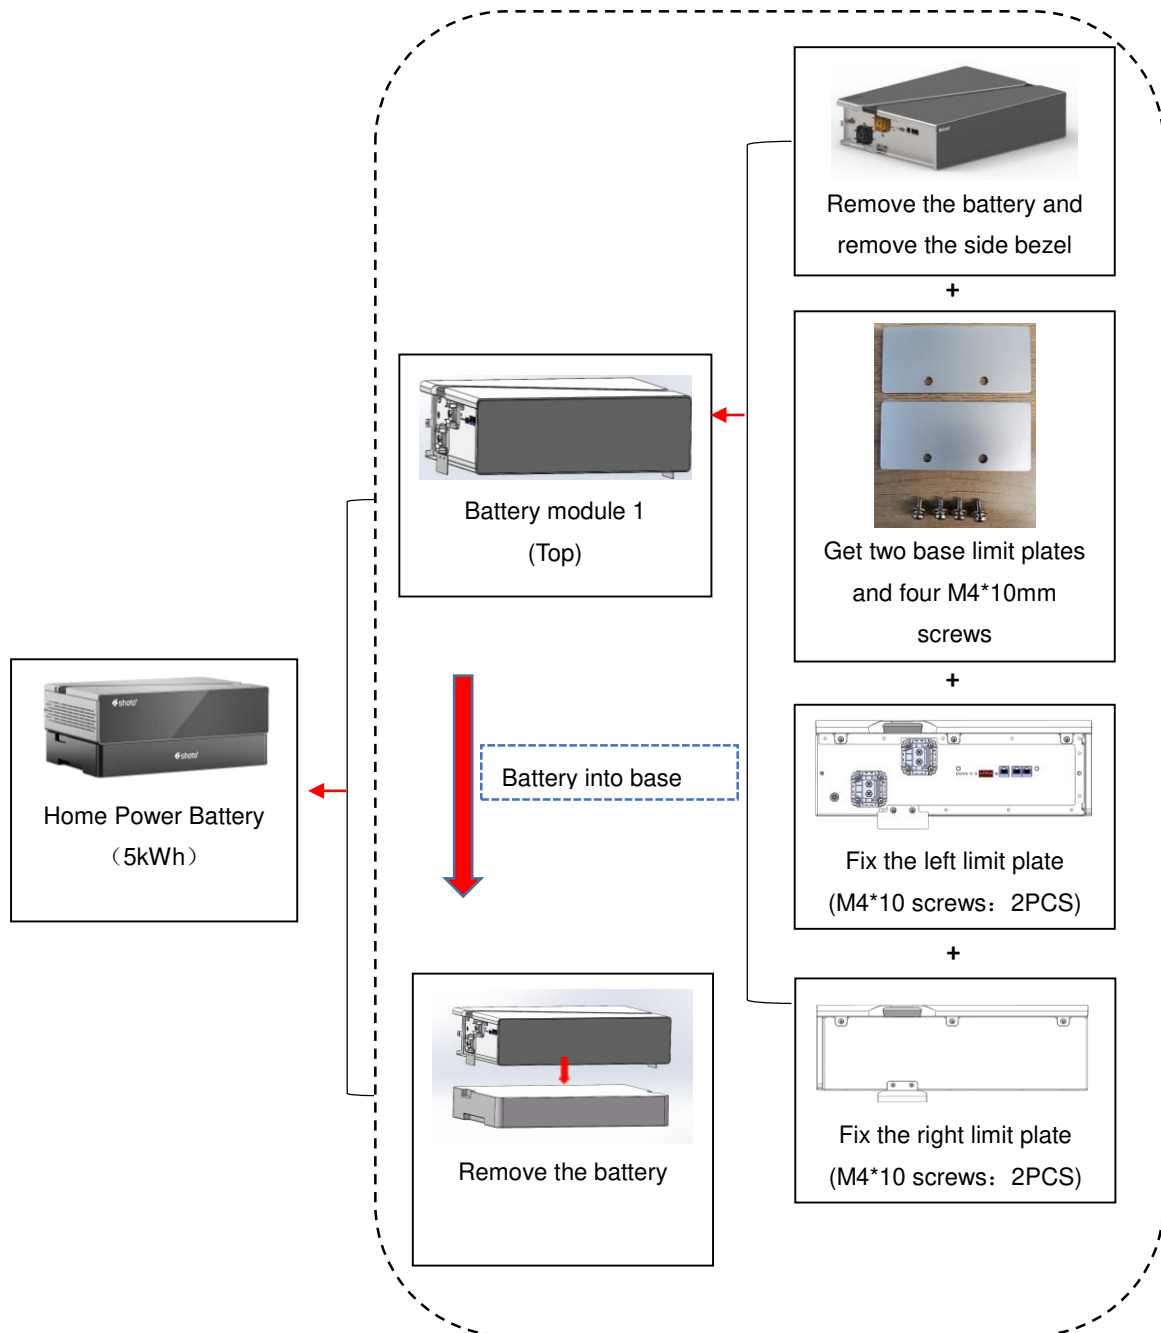 Remove the battery and
remove the side bezel
+
Get two base limit plates
and four M4*10mm
screws
+
Fix the left limit plate
(M4*10 screws：2PCS)
+
Fix the right limit plate
(M4*10 screws：2PCS)
Battery module 1
(Top)
Battery into base
Remove the battery
shoto
shoto
Home Power Battery
（5kWh）